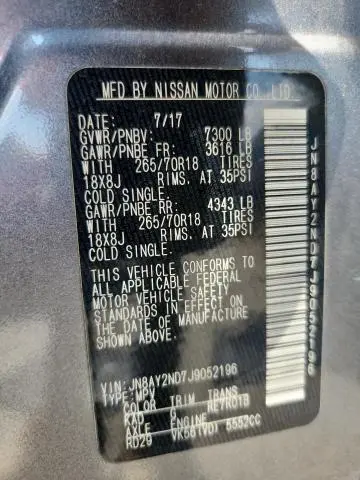 MFD BY NISSAN MOTOR CO.,LTD.
DATE: 7/17
GVWR/PNBV: 7300 LB
GAWR/PNBE FR: 3616 LB
WITH 265/70R18 TIRES
18X8J RIMS, AT 35PSI
COLD SINGLE.
GAWR/PNBE RR: 4343 LB
WITH 265/70R18 TIRES
18X8J RIMS, AT 35PSI
COLD SINGLE.
THIS VEHICLE CONFORMS TO
ALL APPLICABLE FEDERAL
MOTOR VEHICLE SAFETY
STANDARDS IN EFFECT ON
THE DATE OF MANUFACTURE
SHOWN ABOVE.
VIN: JN8AY2ND7J9052196
TYPE: MPV
COLOR TRIM TRANS
KAD G RE7R01B
AXLE ENGINE
RD29 VK56(VD) 5552CC
JN8AY2ND7J9052196